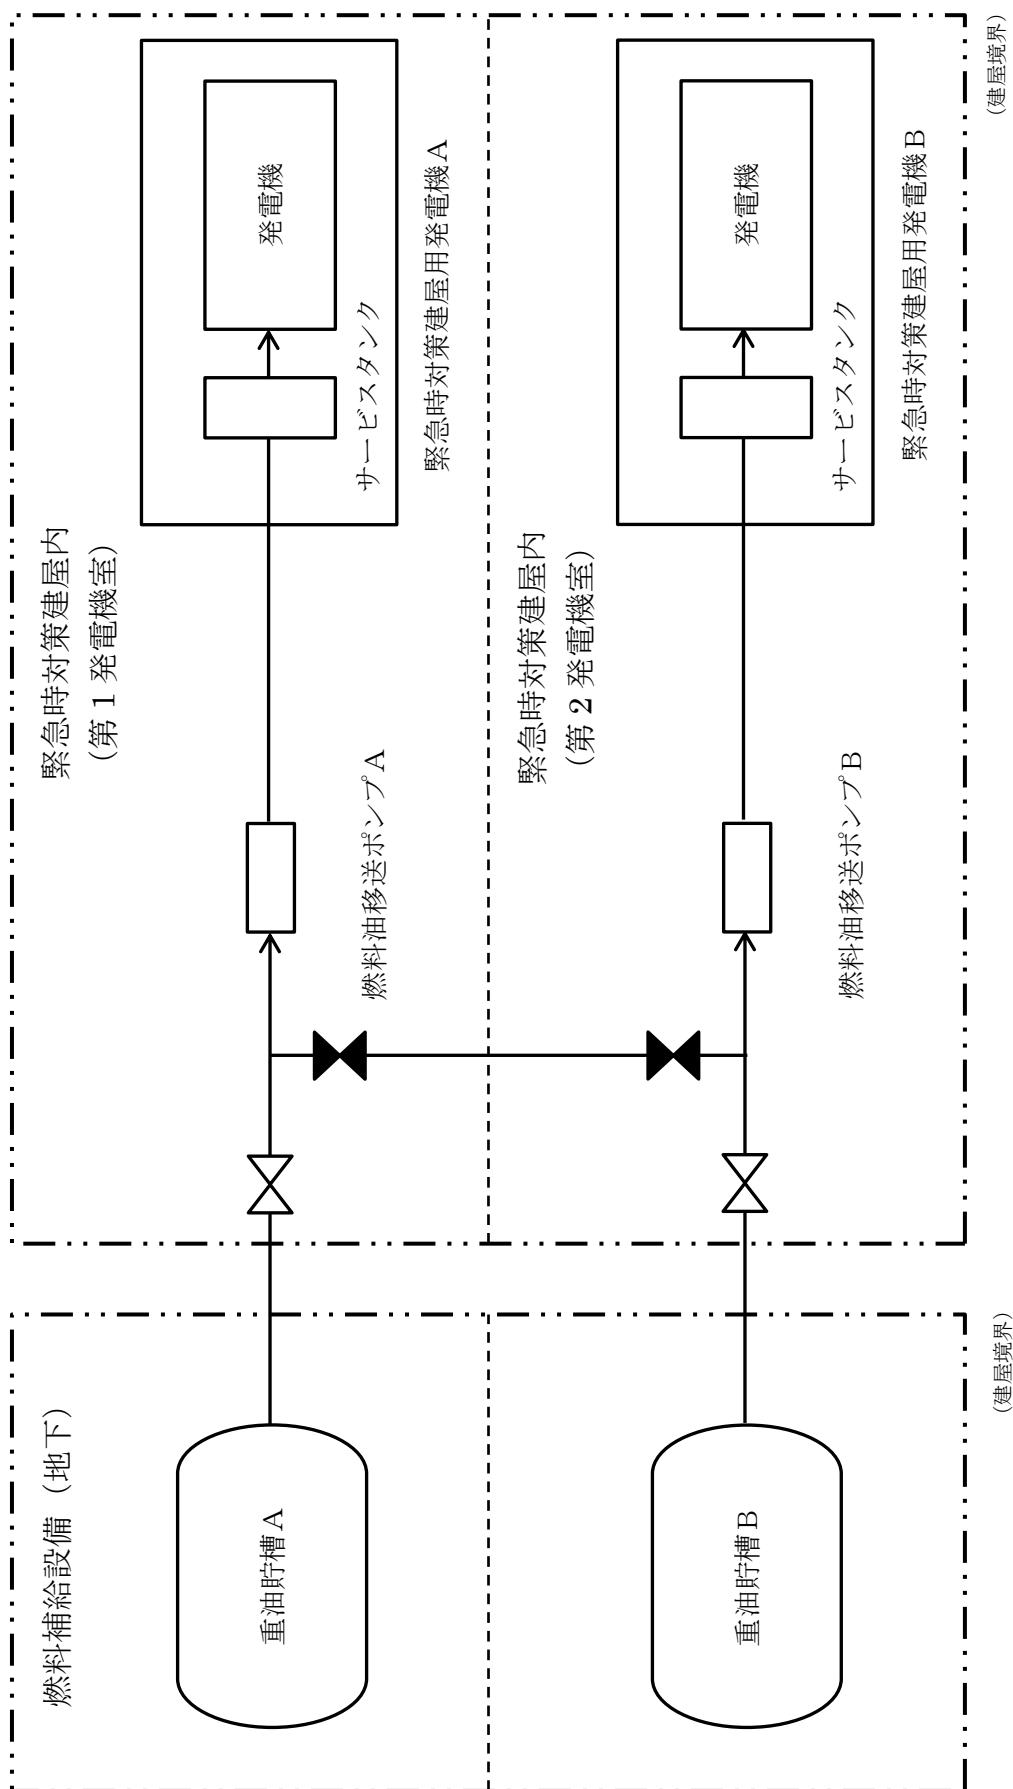 燃料補給設備（地下）
重油貯槽A
重油貯槽B
（建屋境界）
緊急時対策建屋内
（第1発電機室）
燃料油移送ポンプA
サービスタンク
発電機
緊急時対策建屋用発電機A
緊急時対策建屋内
（第2発電機室）
燃料油移送ポンプB
サービスタンク
発電機
緊急時対策建屋用発電機B
（建屋境界）